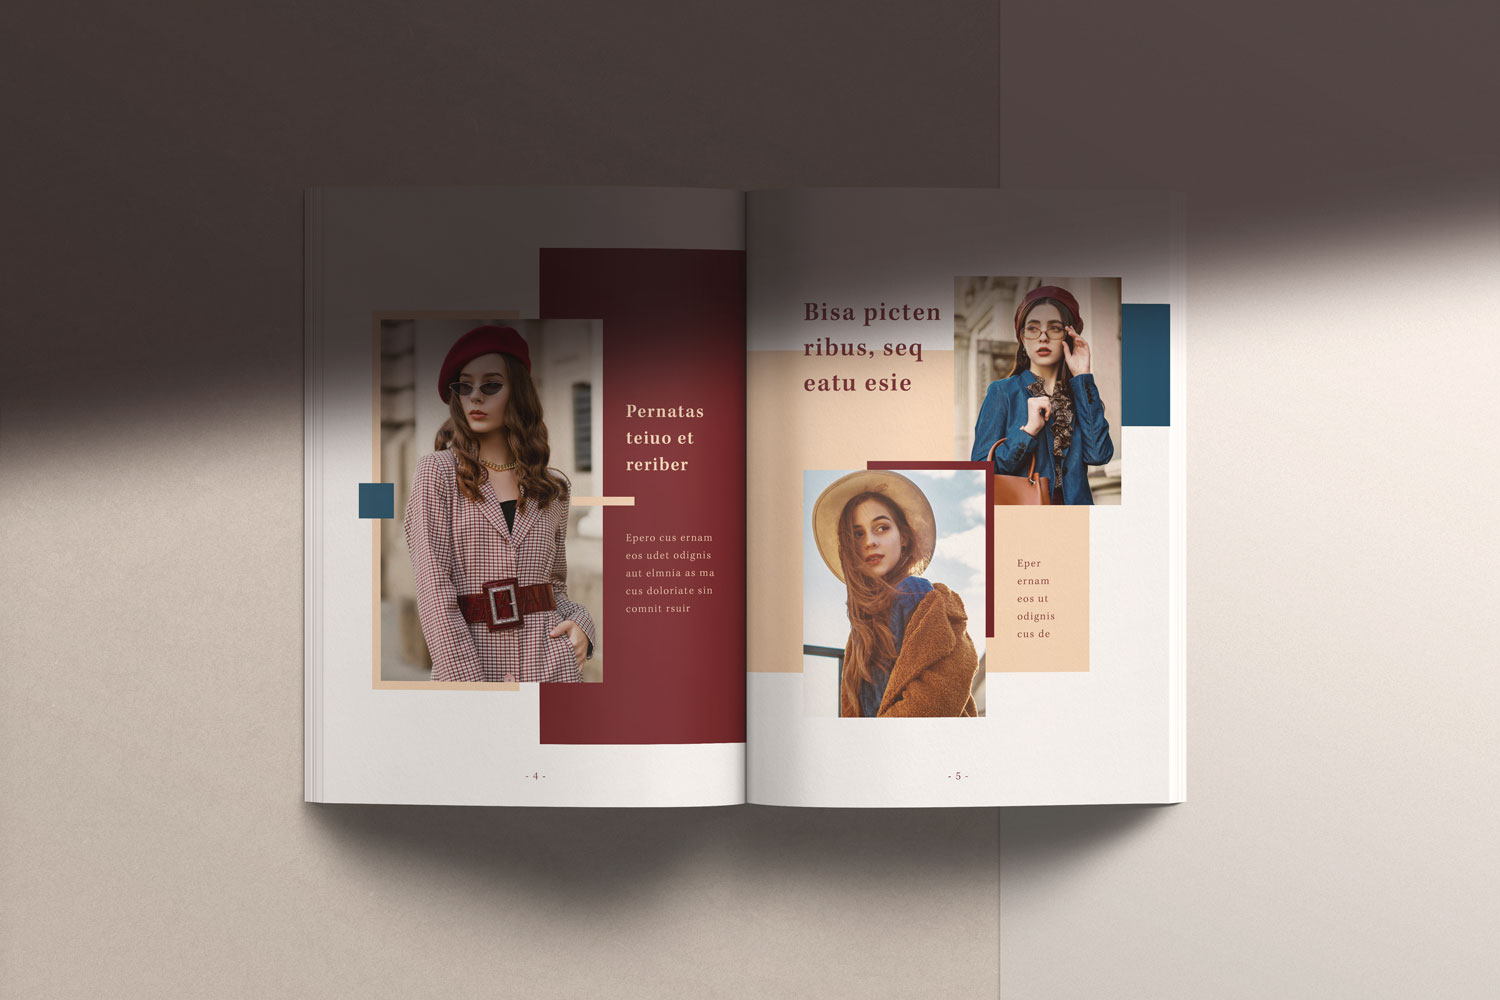 Pernatas
teiuo et
reriber
Epero cus ernam
eos udet odignis
aut elmnia as ma
cus doloriate sin
comnit rsuir
- 4 -
Bisa picten
ribus, seq
eatu esie
Eper
ernam
eos ut
odignis
cus de
- 5 -